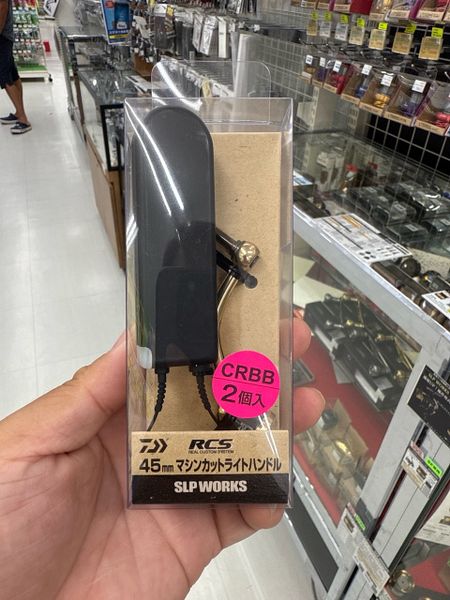 CRBB
2個入
RCS
REAL CUSTOM SYSTEM
45mm マシンカットライトハンドル
SLP WORKS